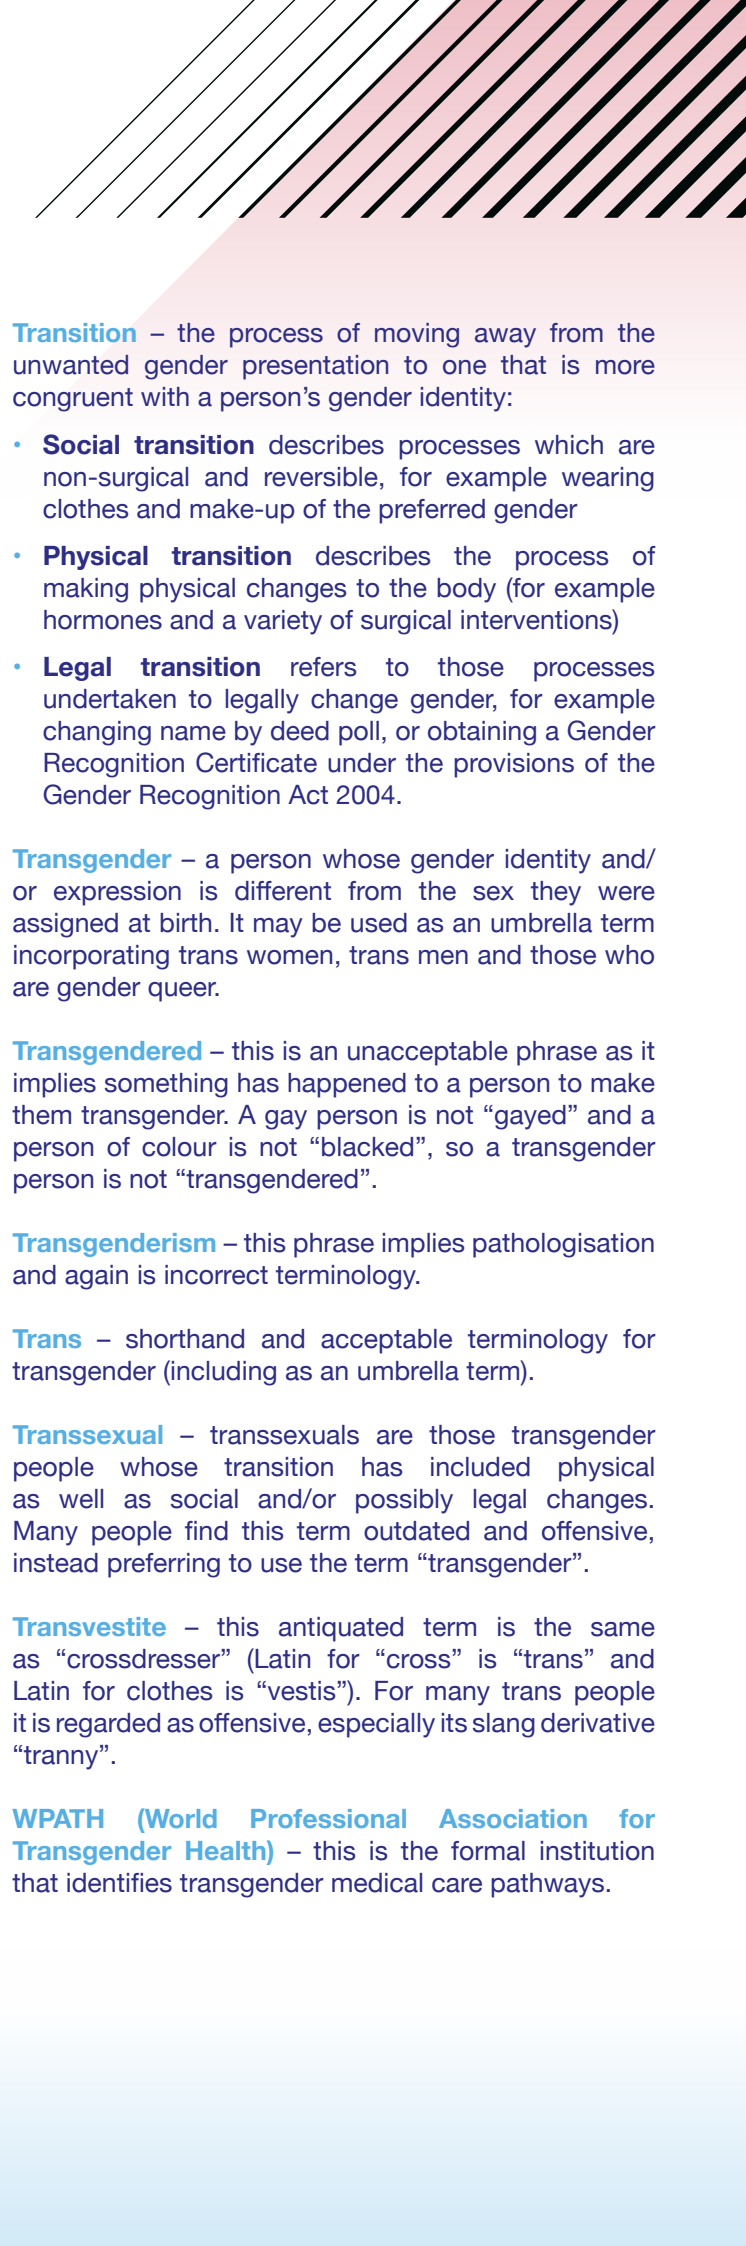 Transition – the process of moving away from the
unwanted gender presentation to one that is more
congruent with a person’s gender identity:
• Social transition describes processes which are
non-surgical and reversible, for example wearing
clothes and make-up of the preferred gender
• Physical transition describes the process of
making physical changes to the body (for example
hormones and a variety of surgical interventions)
• Legal transition refers to those processes
undertaken to legally change gender, for example
changing name by deed poll, or obtaining a Gender
Recognition Certificate under the provisions of the
Gender Recognition Act 2004.
Transgender – a person whose gender identity and/
or expression is different from the sex they were
assigned at birth. It may be used as an umbrella term
incorporating trans women, trans men and those who
are gender queer.
Transgendered – this is an unacceptable phrase as it
implies something has happened to a person to make
them transgender. A gay person is not “gayed” and a
person of colour is not “blacked”, so a transgender
person is not “transgendered”.
Transgenderism – this phrase implies pathologisation
and again is incorrect terminology.
Trans – shorthand and acceptable terminology for
transgender (including as an umbrella term).
Transsexual – transsexuals are those transgender
people whose transition has included physical
as well as social and/or possibly legal changes.
Many people find this term outdated and offensive,
instead preferring to use the term “transgender”.
Transvestite – this antiquated term is the same
as “crossdresser” (Latin for “cross” is “trans” and
Latin for clothes is “vestis”). For many trans people
it is regarded as offensive, especially its slang derivative
“tranny”.
WPATH (World Professional Association for
Transgender Health) – this is the formal institution
that identifies transgender medical care pathways.